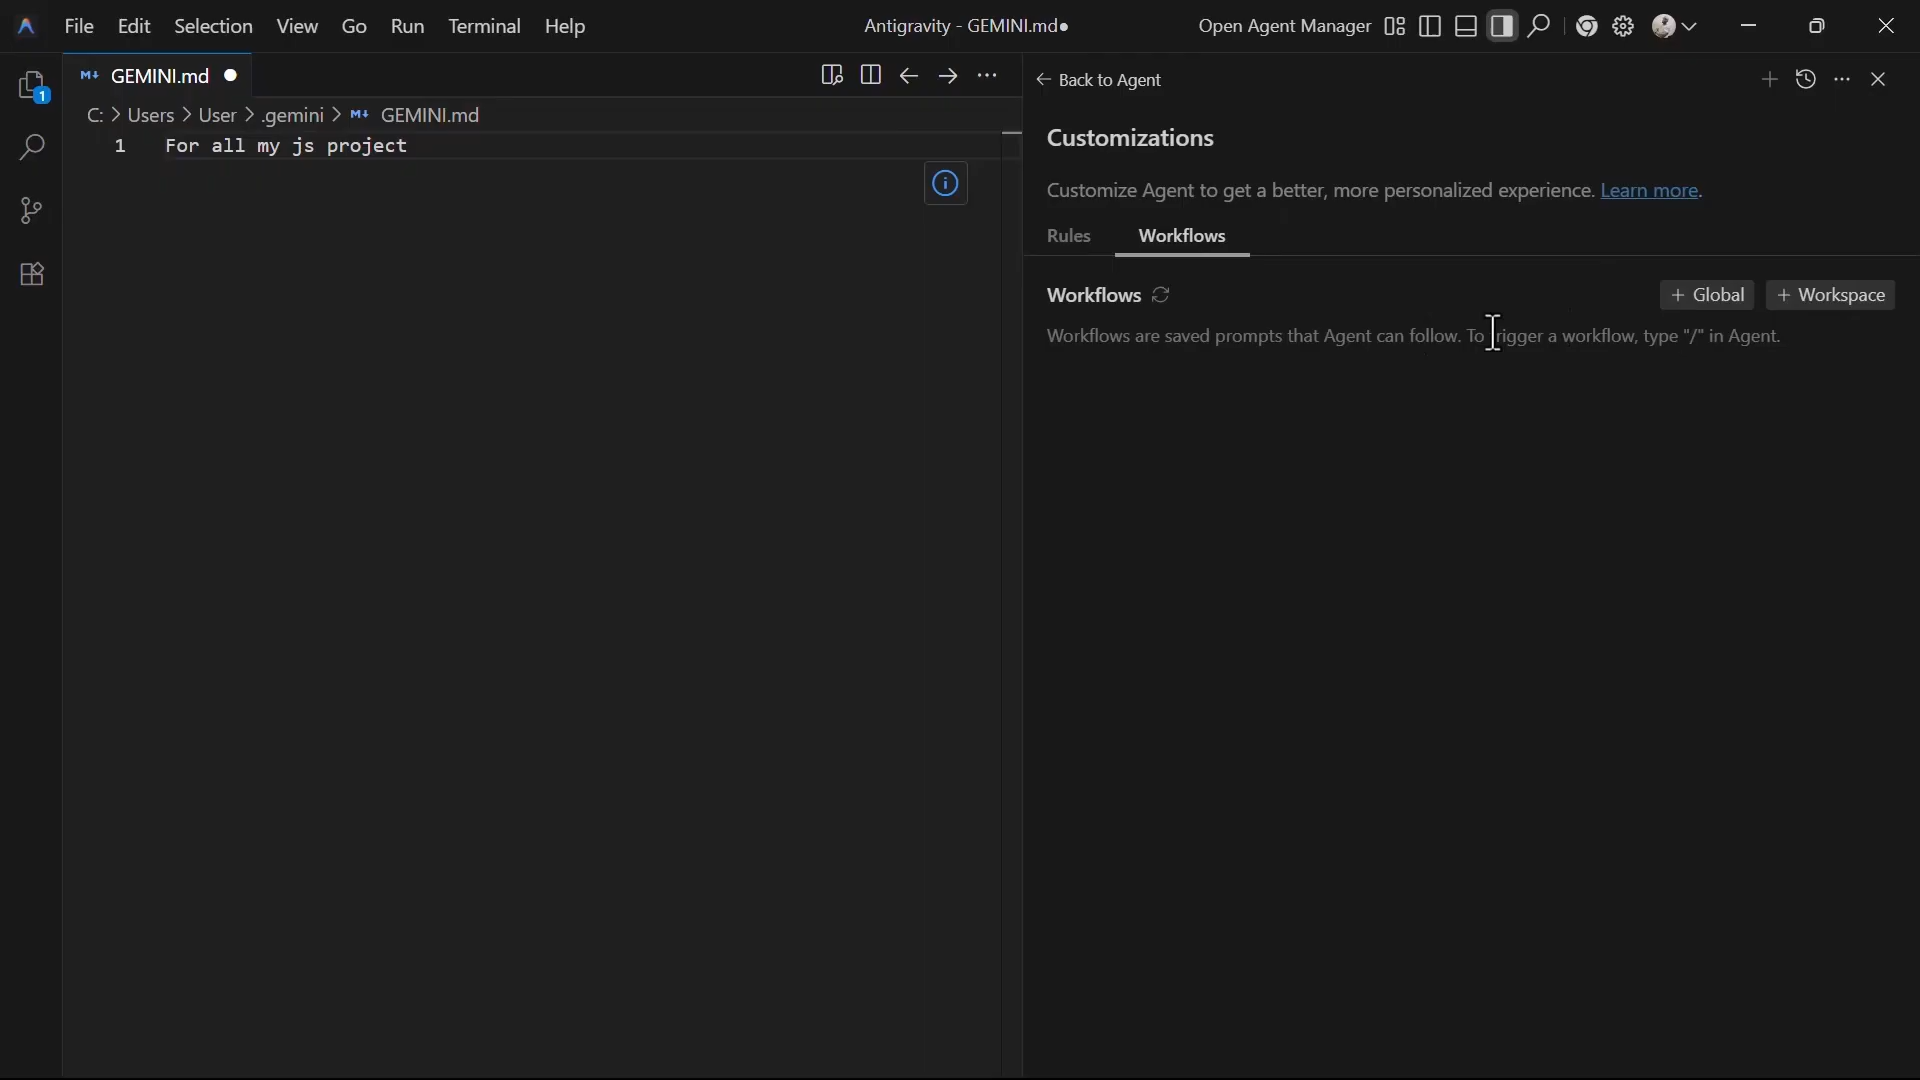 File Edit Selection View Go Run Terminal Help
Antigravity - GEMINI.md●
Open Agent Manager
1
GEMINI.md
C: > Users > User > .gemini > GEMINI.md
1 For all my js project
Back to Agent
Customizations
Customize Agent to get a better, more personalized experience. Learn more.
Rules Workflows
Workflows
+ Global + Workspace
Workflows are saved prompts that Agent can follow. To trigger a workflow, type "/" in Agent.